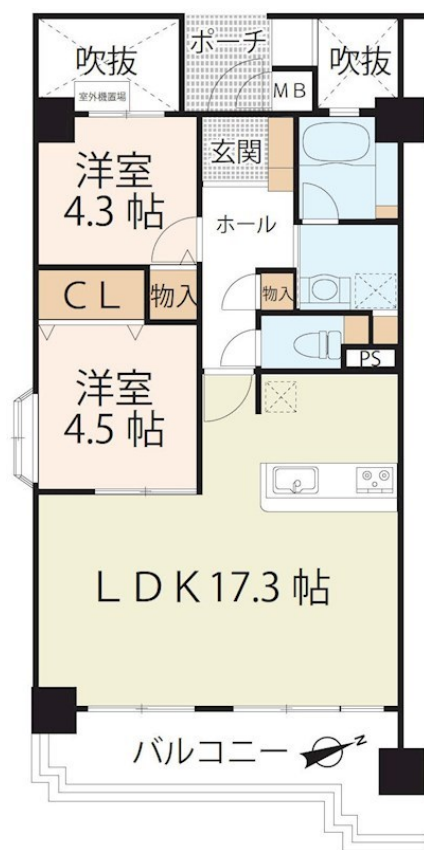 ポーチ
吹抜
吹抜
室外機置場
MB
玄関
洋室
4.3 帖
ホール
CL
物入
物入
PS
洋室
4.5 帖
LDK17.3 帖
バルコニー
N